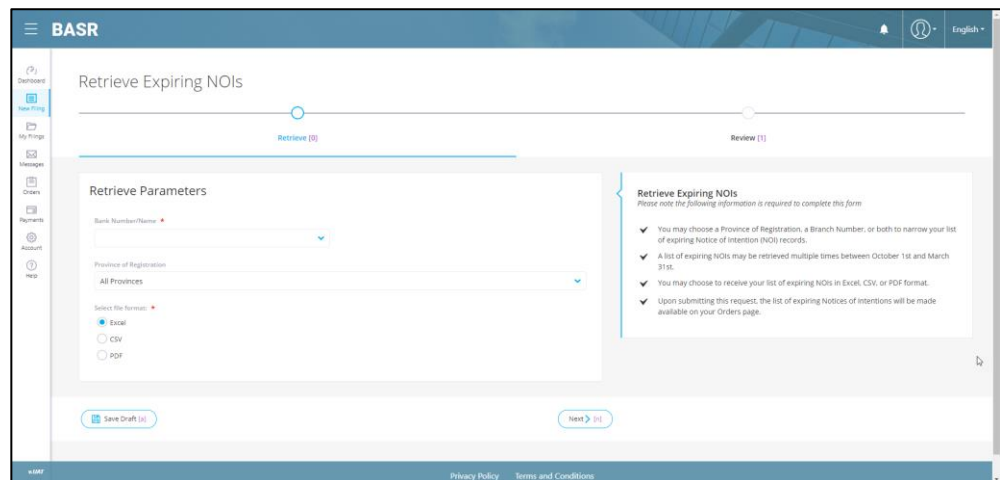 BASR
English
Dashboard
New Filing
My Filings
Messages
Orders
Payments
Account
Help
Retrieve Expiring NOIs
Retrieve [0]
Review [1]
Retrieve Parameters
Bank Number/Name *
Province of Registration
All Provinces
Select file format: *
Excel
CSV
PDF
Retrieve Expiring NOIs
Please note the following information is required to complete this form
You may choose a Province of Registration, a Branch Number, or both to narrow your list
of expiring Notice of Intention (NOI) records.
A list of expiring NOIs may be retrieved multiple times between October 1st and March
31st.
You may choose to receive your list of expiring NOIs in Excel, CSV, or PDF format.
Upon submitting this request, the list of expiring Notices of Intentions will be made
available on your Orders page.
Save Draft [s]
Next [n]
Privacy Policy Terms and Conditions